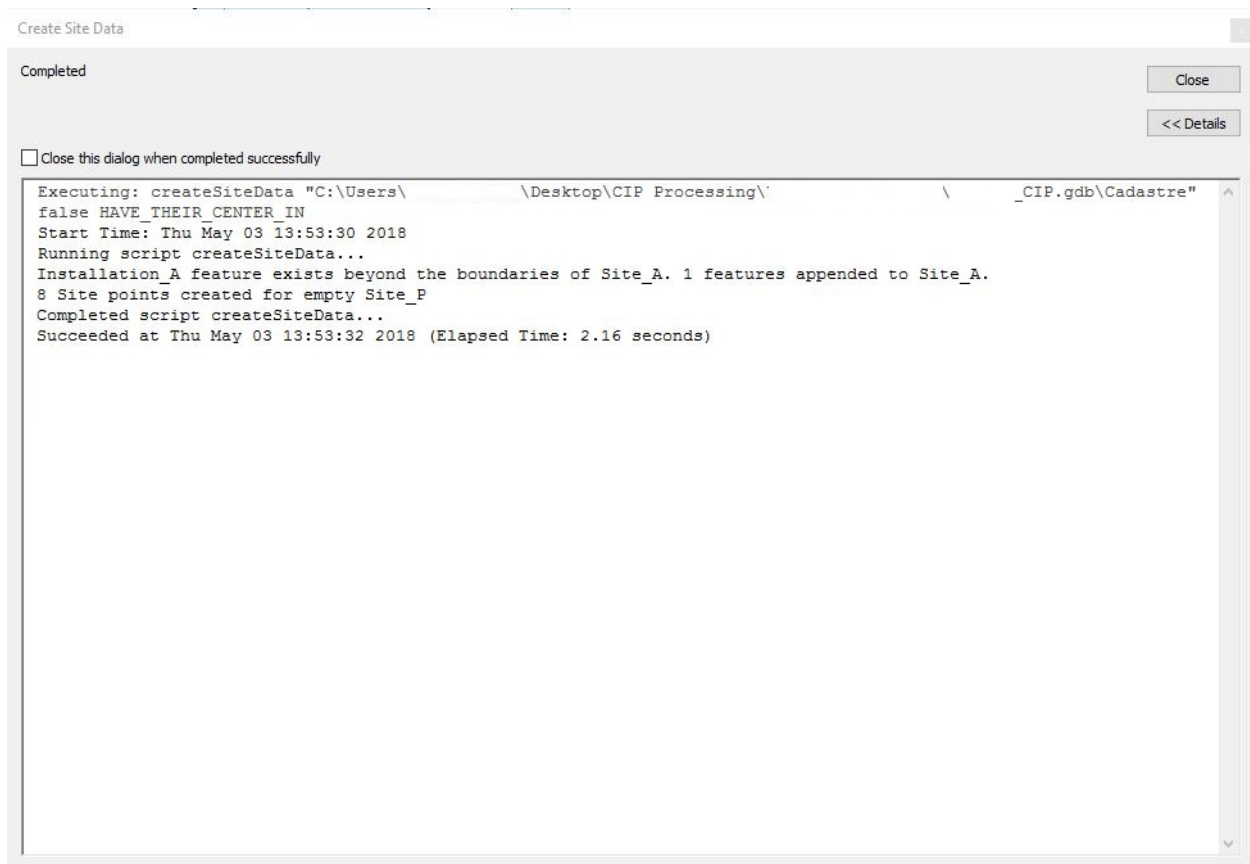 Create Site Data
Completed
Close
<< Details
Close this dialog when completed successfully
Executing: createSiteData "C:\Users\ \Desktop\CIP Processing\ \ _CIP.gdb\Cadastre"
false HAVE_THEIR_CENTER_IN
Start Time: Thu May 03 13:53:30 2018
Running script createSiteData...
Installation_A feature exists beyond the boundaries of Site_A. 1 features appended to Site_A.
8 Site points created for empty Site_P
Completed script createSiteData...
Succeeded at Thu May 03 13:53:32 2018 (Elapsed Time: 2.16 seconds)